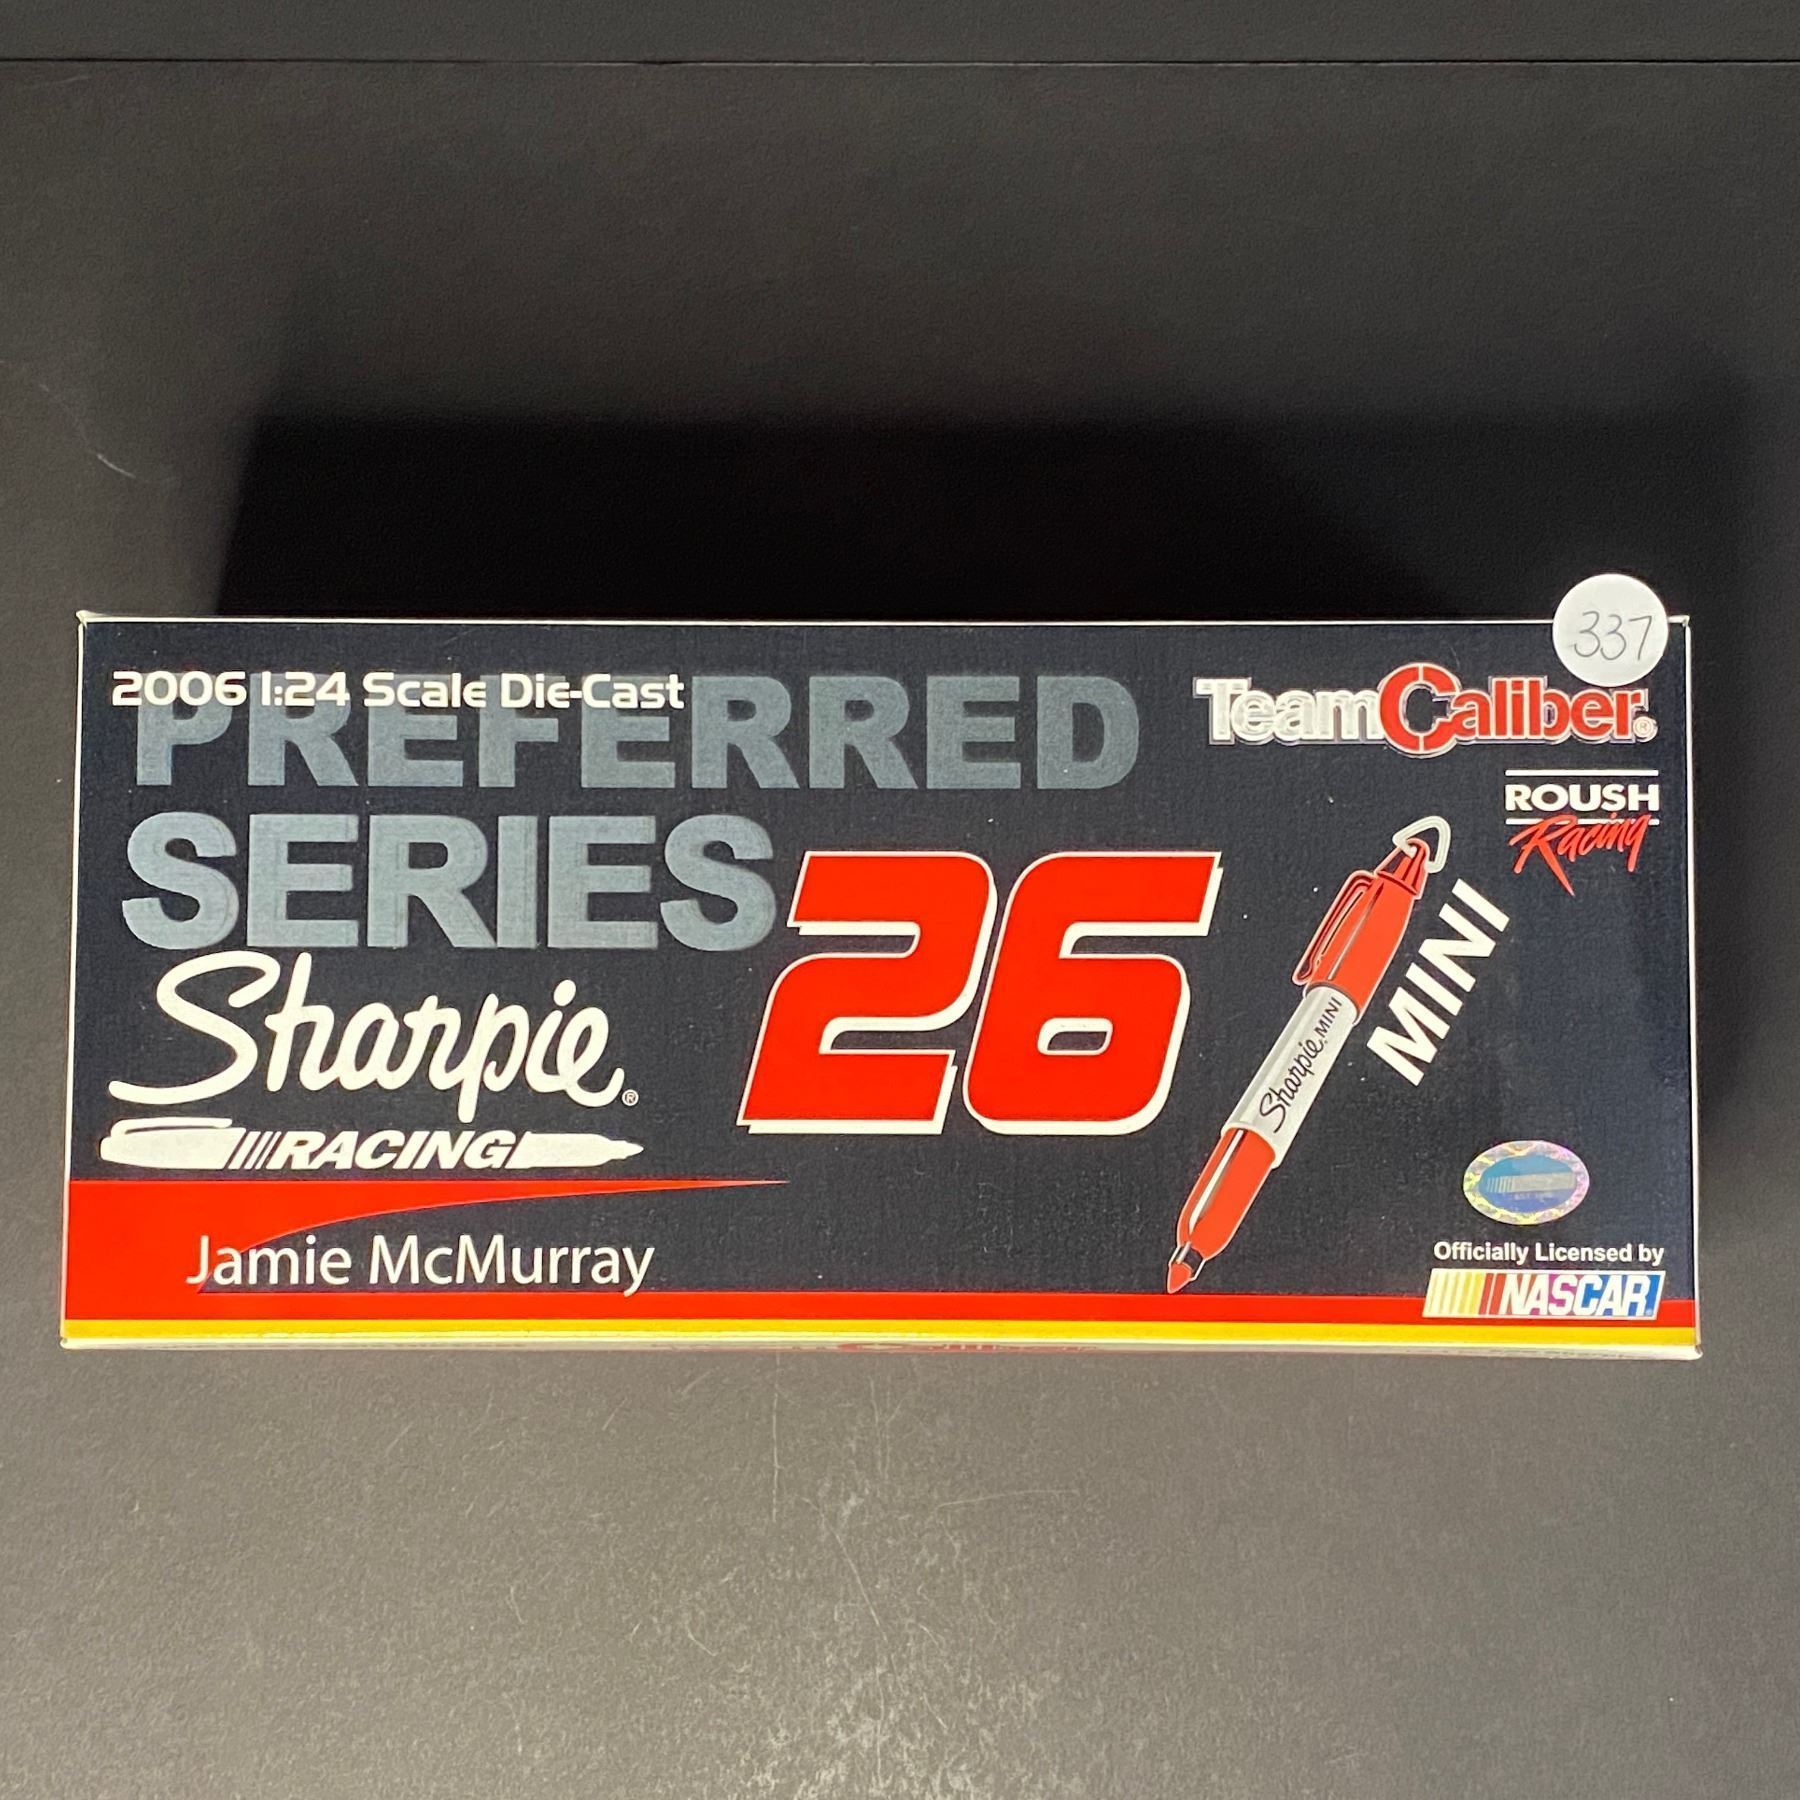 337
2006 1:24 Scale Die-Cast
PREFERRED
SERIES
TeamCaliber®
ROUSH
Racing
26
Sharpie®
RACING
Sharpie. MINI
MINI
Jamie McMurray
Officially Licensed by
NASCAR